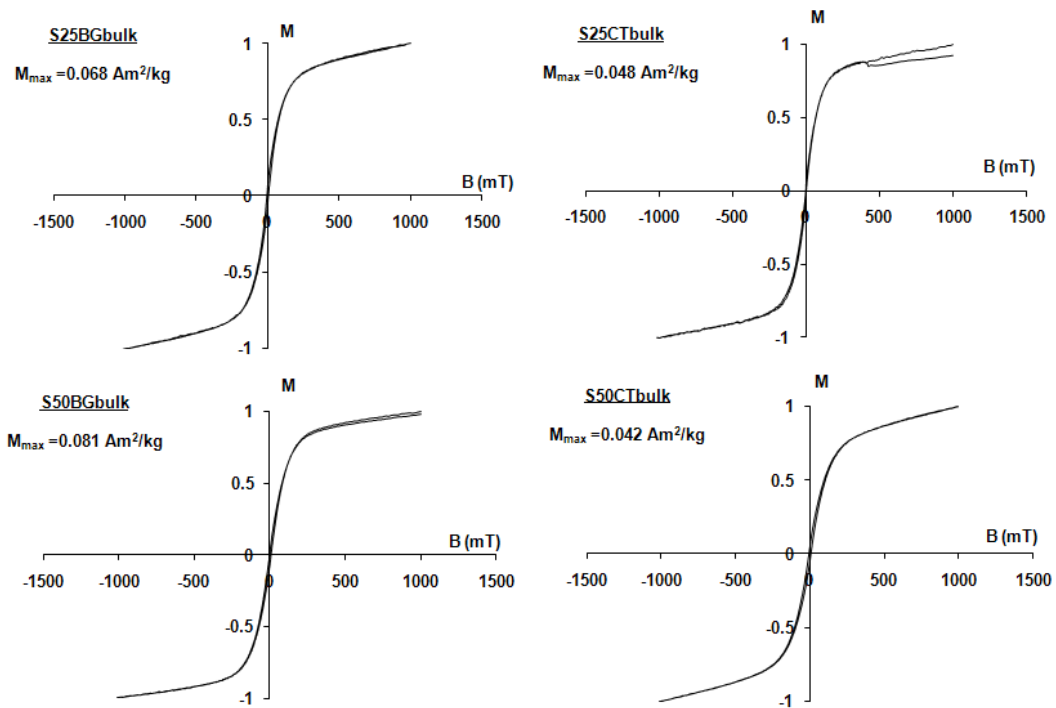 S25BGbulk
M
Mmax =0.068 Am²/kg
1
0.5
0
B (mT)
-1500 -1000 -500 0 500 1000 1500
-0.5
-1
S25CTbulk
M
Mmax =0.048 Am²/kg
1
0.5
0
B (mT)
-1500 -1000 -500 0 500 1000 1500
-0.5
-1
S50BGbulk
M
Mmax =0.081 Am²/kg
1
0.5
0
B (mT)
-1500 -1000 -500 0 500 1000 1500
-0.5
-1
S50CTbulk
M
Mmax =0.042 Am²/kg
1
0.5
0
B (mT)
-1500 -1000 -500 0 500 1000 1500
-0.5
-1